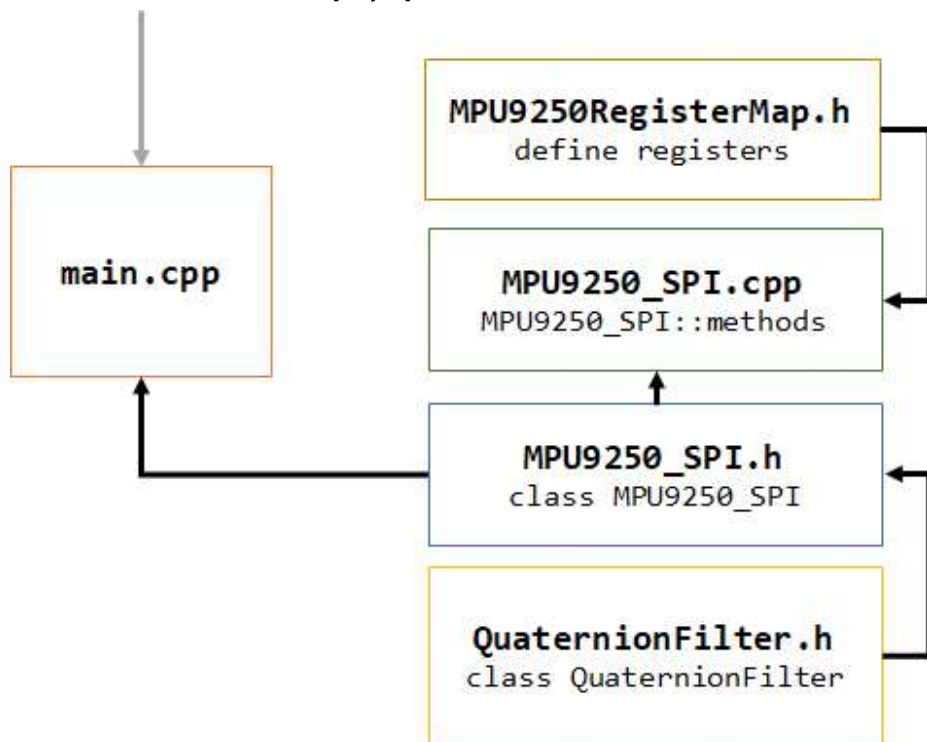 MPU9250RegisterMap.h
define registers
main.cpp
MPU9250_SPI.cpp
MPU9250_SPI::methods
MPU9250_SPI.h
class MPU9250_SPI
QuaternionFilter.h
class QuaternionFilter